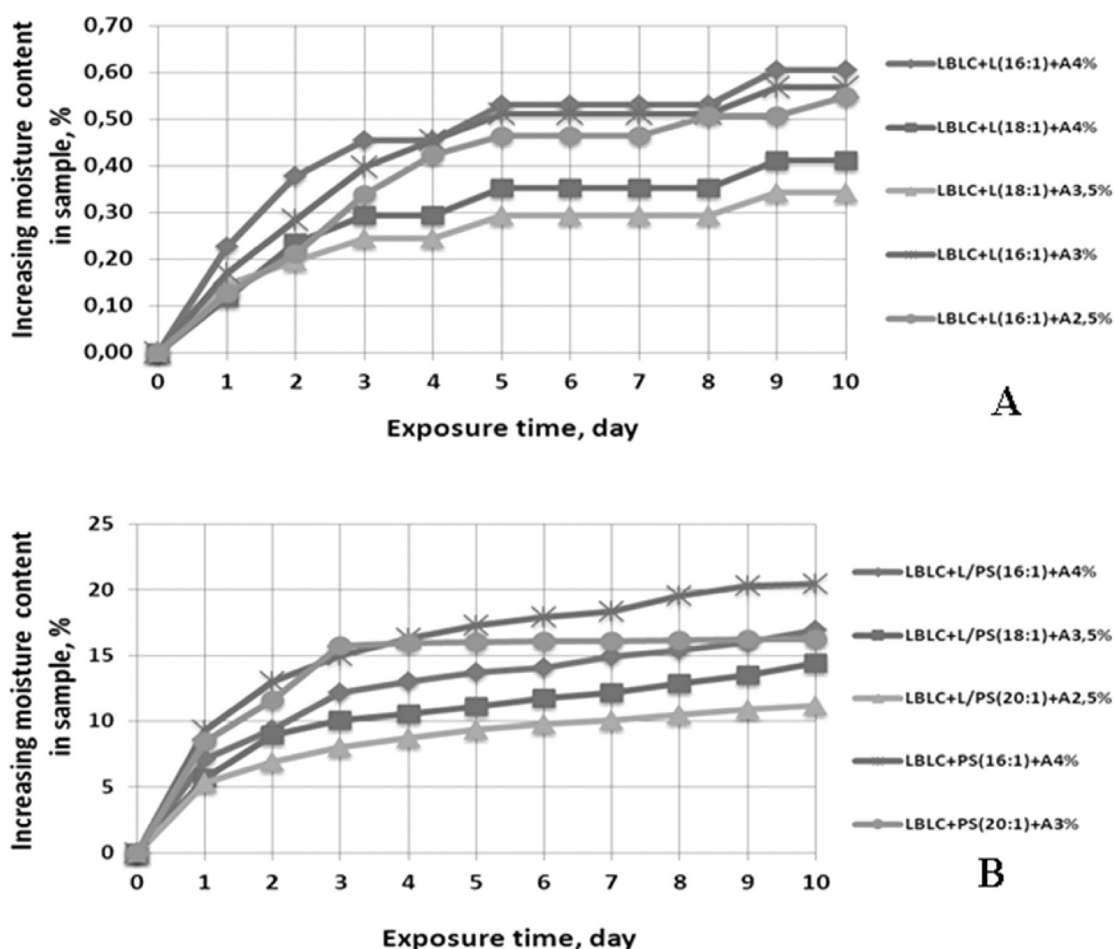 0,70
0,60
0,50
0,40
0,30
0,20
0,10
0,00
Increasing moisture content
in sample, %
0 1 2 3 4 5 6 7 8 9 10
Exposure time, day
LBLC+L(16:1)+A4%
LBLC+L(18:1)+A4%
LBLC+L(18:1)+A3,5%
LBLC+L(16:1)+A3%
LBLC+L(16:1)+A2,5%
A
25
20
15
10
5
0
Increasing moisture content
in sample, %
0 1 2 3 4 5 6 7 8 9 10
Exposure time, day
LBLC+L/PS(16:1)+A4%
LBLC+L/PS(18:1)+A3,5%
LBLC+L/PS(20:1)+A2,5%
LBLC+PS(16:1)+A4%
LBLC+PS(20:1)+A3%
B